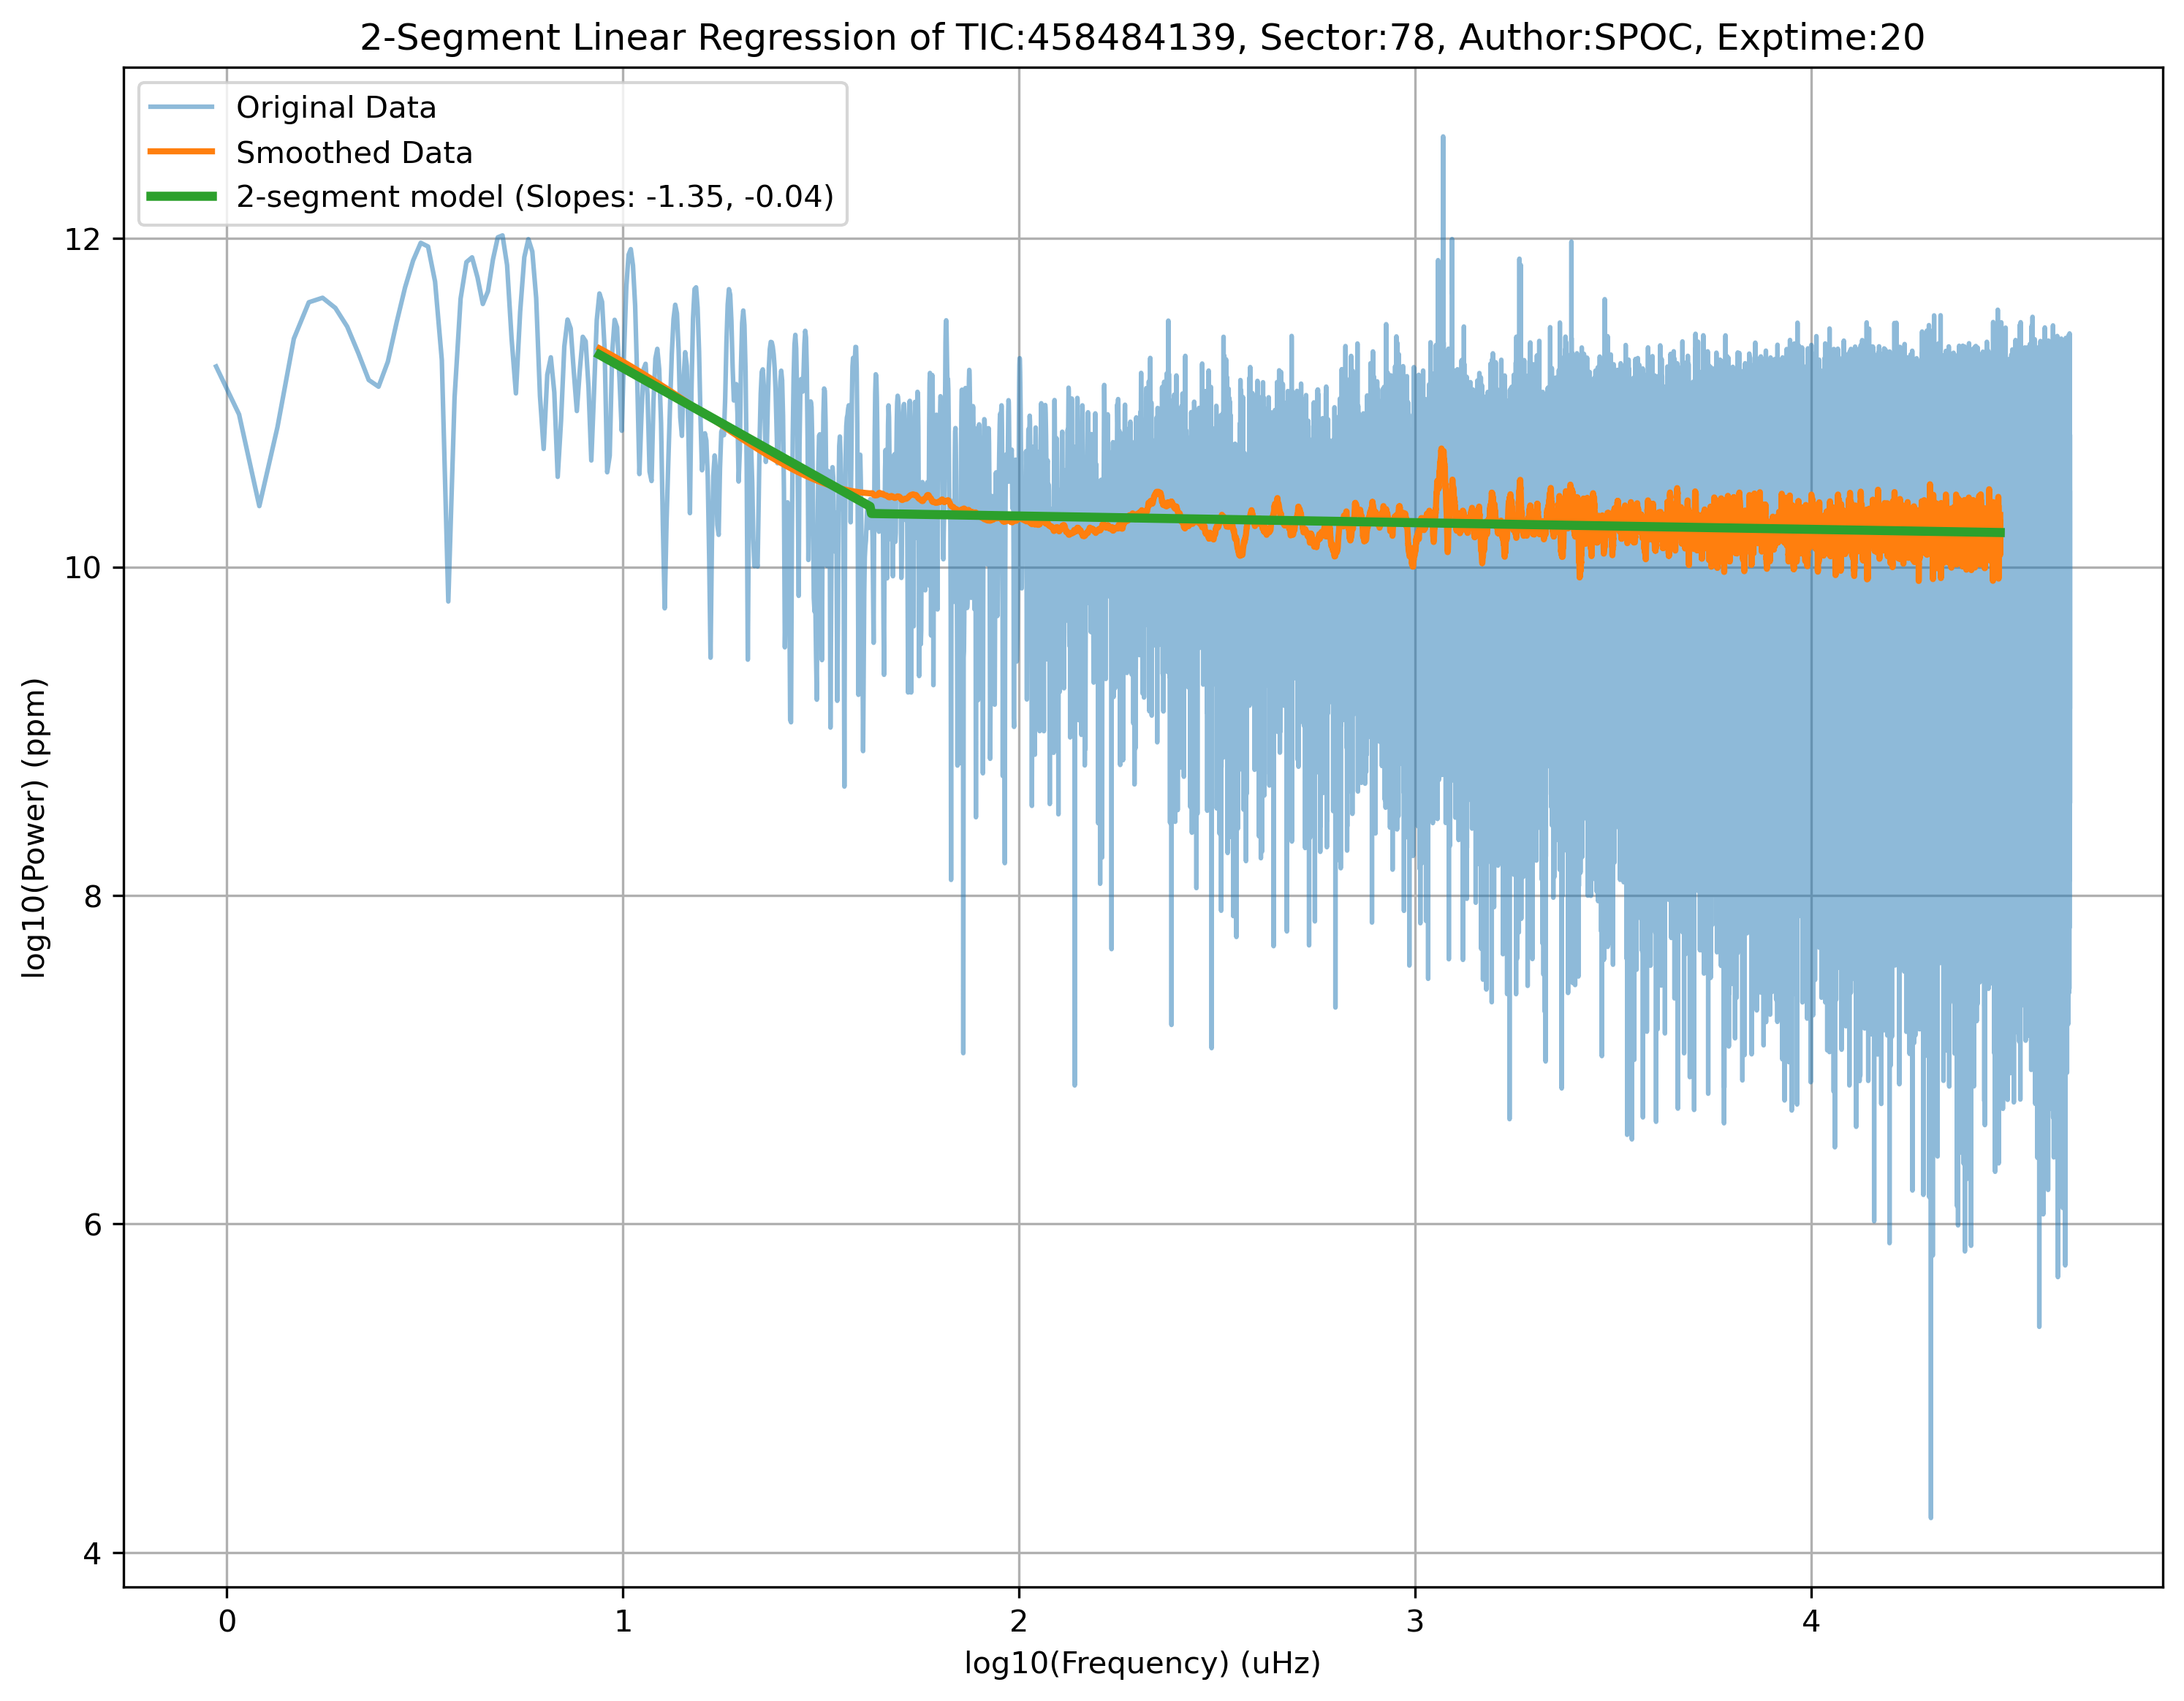 2-Segment Linear Regression of TIC:458484139, Sector:78, Author:SPOC, Exptime:20
Original Data
Smoothed Data
2-segment model (Slopes: -1.35, -0.04)
12
10
8
6
4
log10(Power) (ppm)
0 1 2 3 4
log10(Frequency) (uHz)